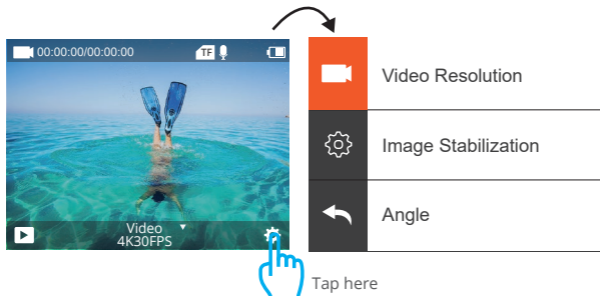 00:00:00/00:00:00
TF
Video
4K30FPS
Video Resolution
Image Stabilization
Angle
Tap here